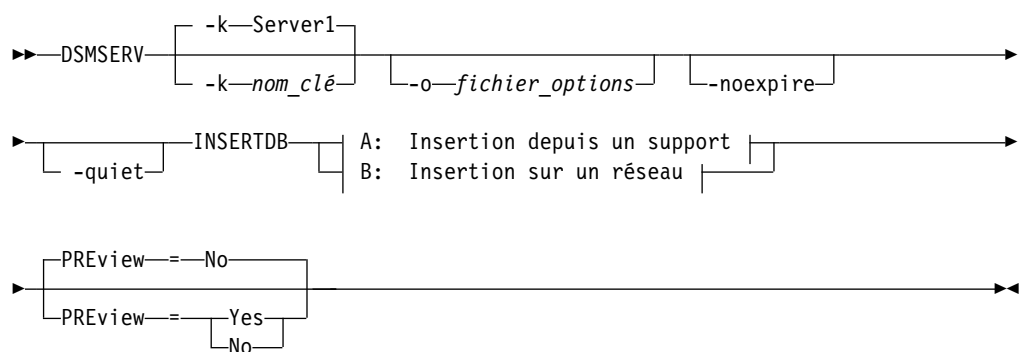 -k Server1
DSMSERV
-k nom_clé -o fichier_options -noexpire
-quiet INSERTDB A: Insertion depuis un support
B: Insertion sur un réseau
PREview = No
PREview = Yes
No